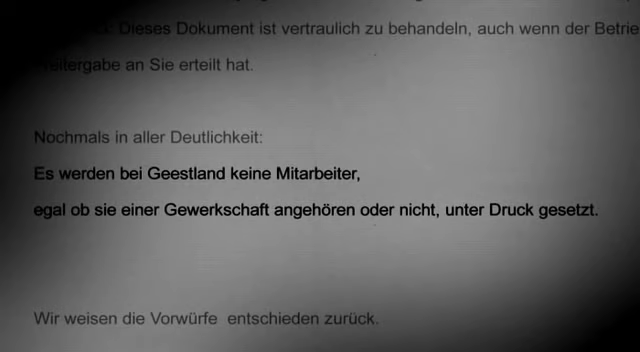 Dieses Dokument ist vertraulich zu behandeln, auch wenn der
an Sie erteilt hat.
Nochmals in aller Deutlichkeit:
Es werden bei Geestland keine Mitarbeiter,
egal ob sie einer Gewerkschaft angehören oder nicht, unter Druck gesetzt.
Wir weisen die Vorwürfe entschieden zurück.